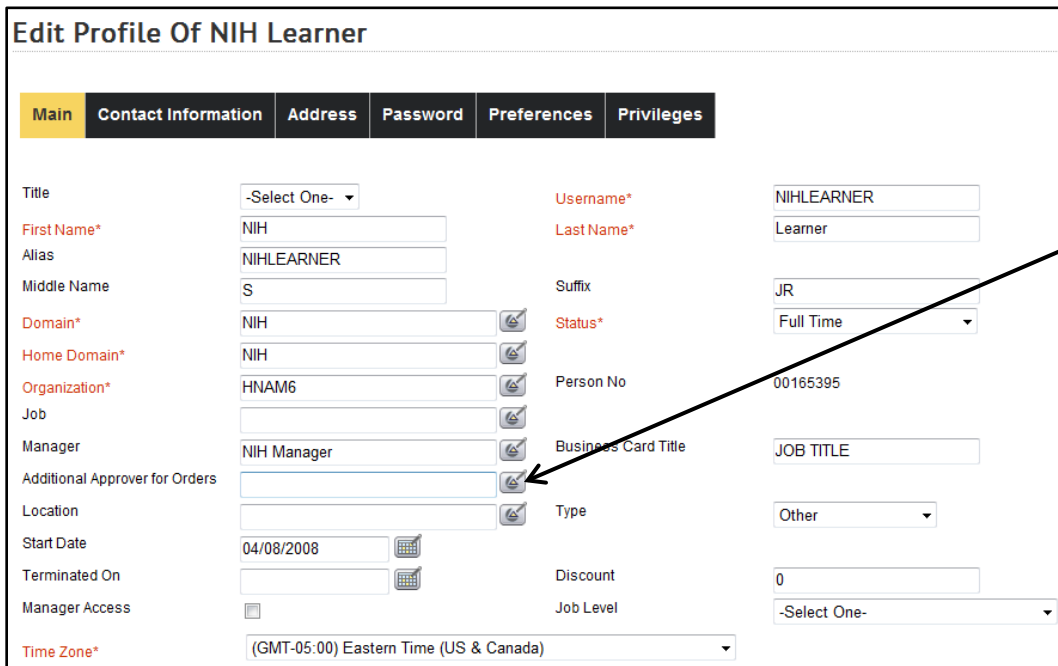 Edit Profile Of NIH Learner
Main Contact Information Address Password Preferences Privileges
Title -Select One- Username* NIHLEARNER
First Name* NIH Last Name* Learner
Alias NIHLEARNER
Middle Name S Suffix JR
Domain* NIH Status* Full Time
Home Domain* NIH
Organization* HNAM6 Person No 00165395
Job
Manager NIH Manager Business Card Title JOB TITLE
Additional Approver for Orders
Location Type Other
Start Date 04/08/2008
Terminated On Discount 0
Manager Access Job Level -Select One-
Time Zone* (GMT-05:00) Eastern Time (US & Canada)